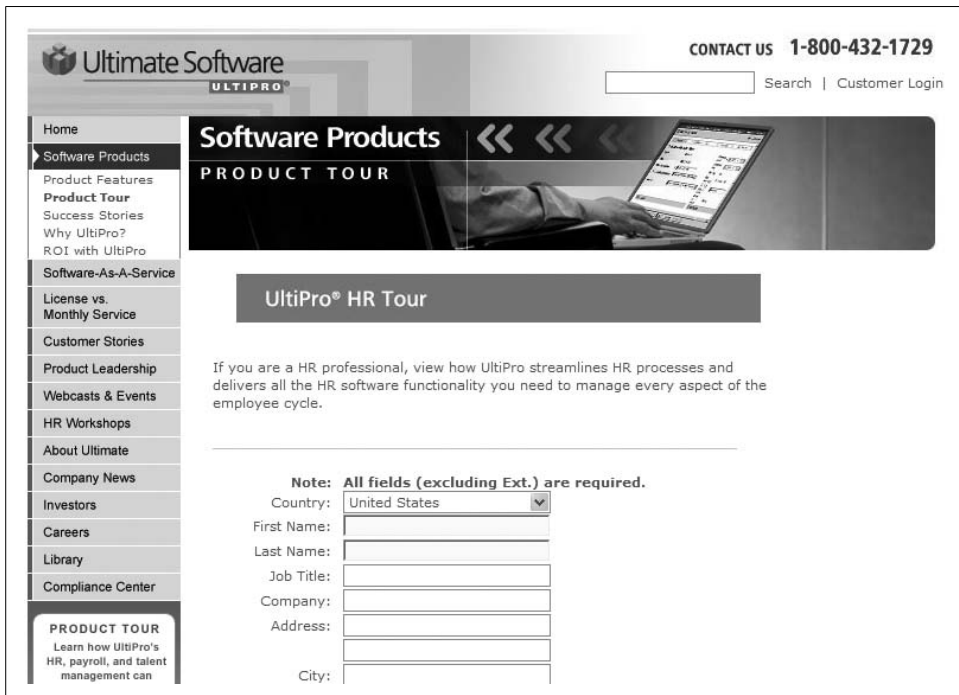 Ultimate Software
ULTIPRO®
CONTACT US 1-800-432-1729
Search | Customer Login
Home
Software Products
Product Features
Product Tour
Success Stories
Why UltiPro?
ROI with UltiPro
Software-As-A-Service
License vs.
Monthly Service
Customer Stories
Product Leadership
Webcasts & Events
HR Workshops
About Ultimate
Company News
Investors
Careers
Library
Compliance Center
PRODUCT TOUR
Learn how UltiPro's
HR, payroll, and talent
management can
Software Products
PRODUCT TOUR
UltiPro® HR Tour
If you are a HR professional, view how UltiPro streamlines HR processes and
delivers all the HR software functionality you need to manage every aspect of the
employee cycle.
Note: All fields (excluding Ext.) are required.
Country: United States
First Name:
Last Name:
Job Title:
Company:
Address:
City: